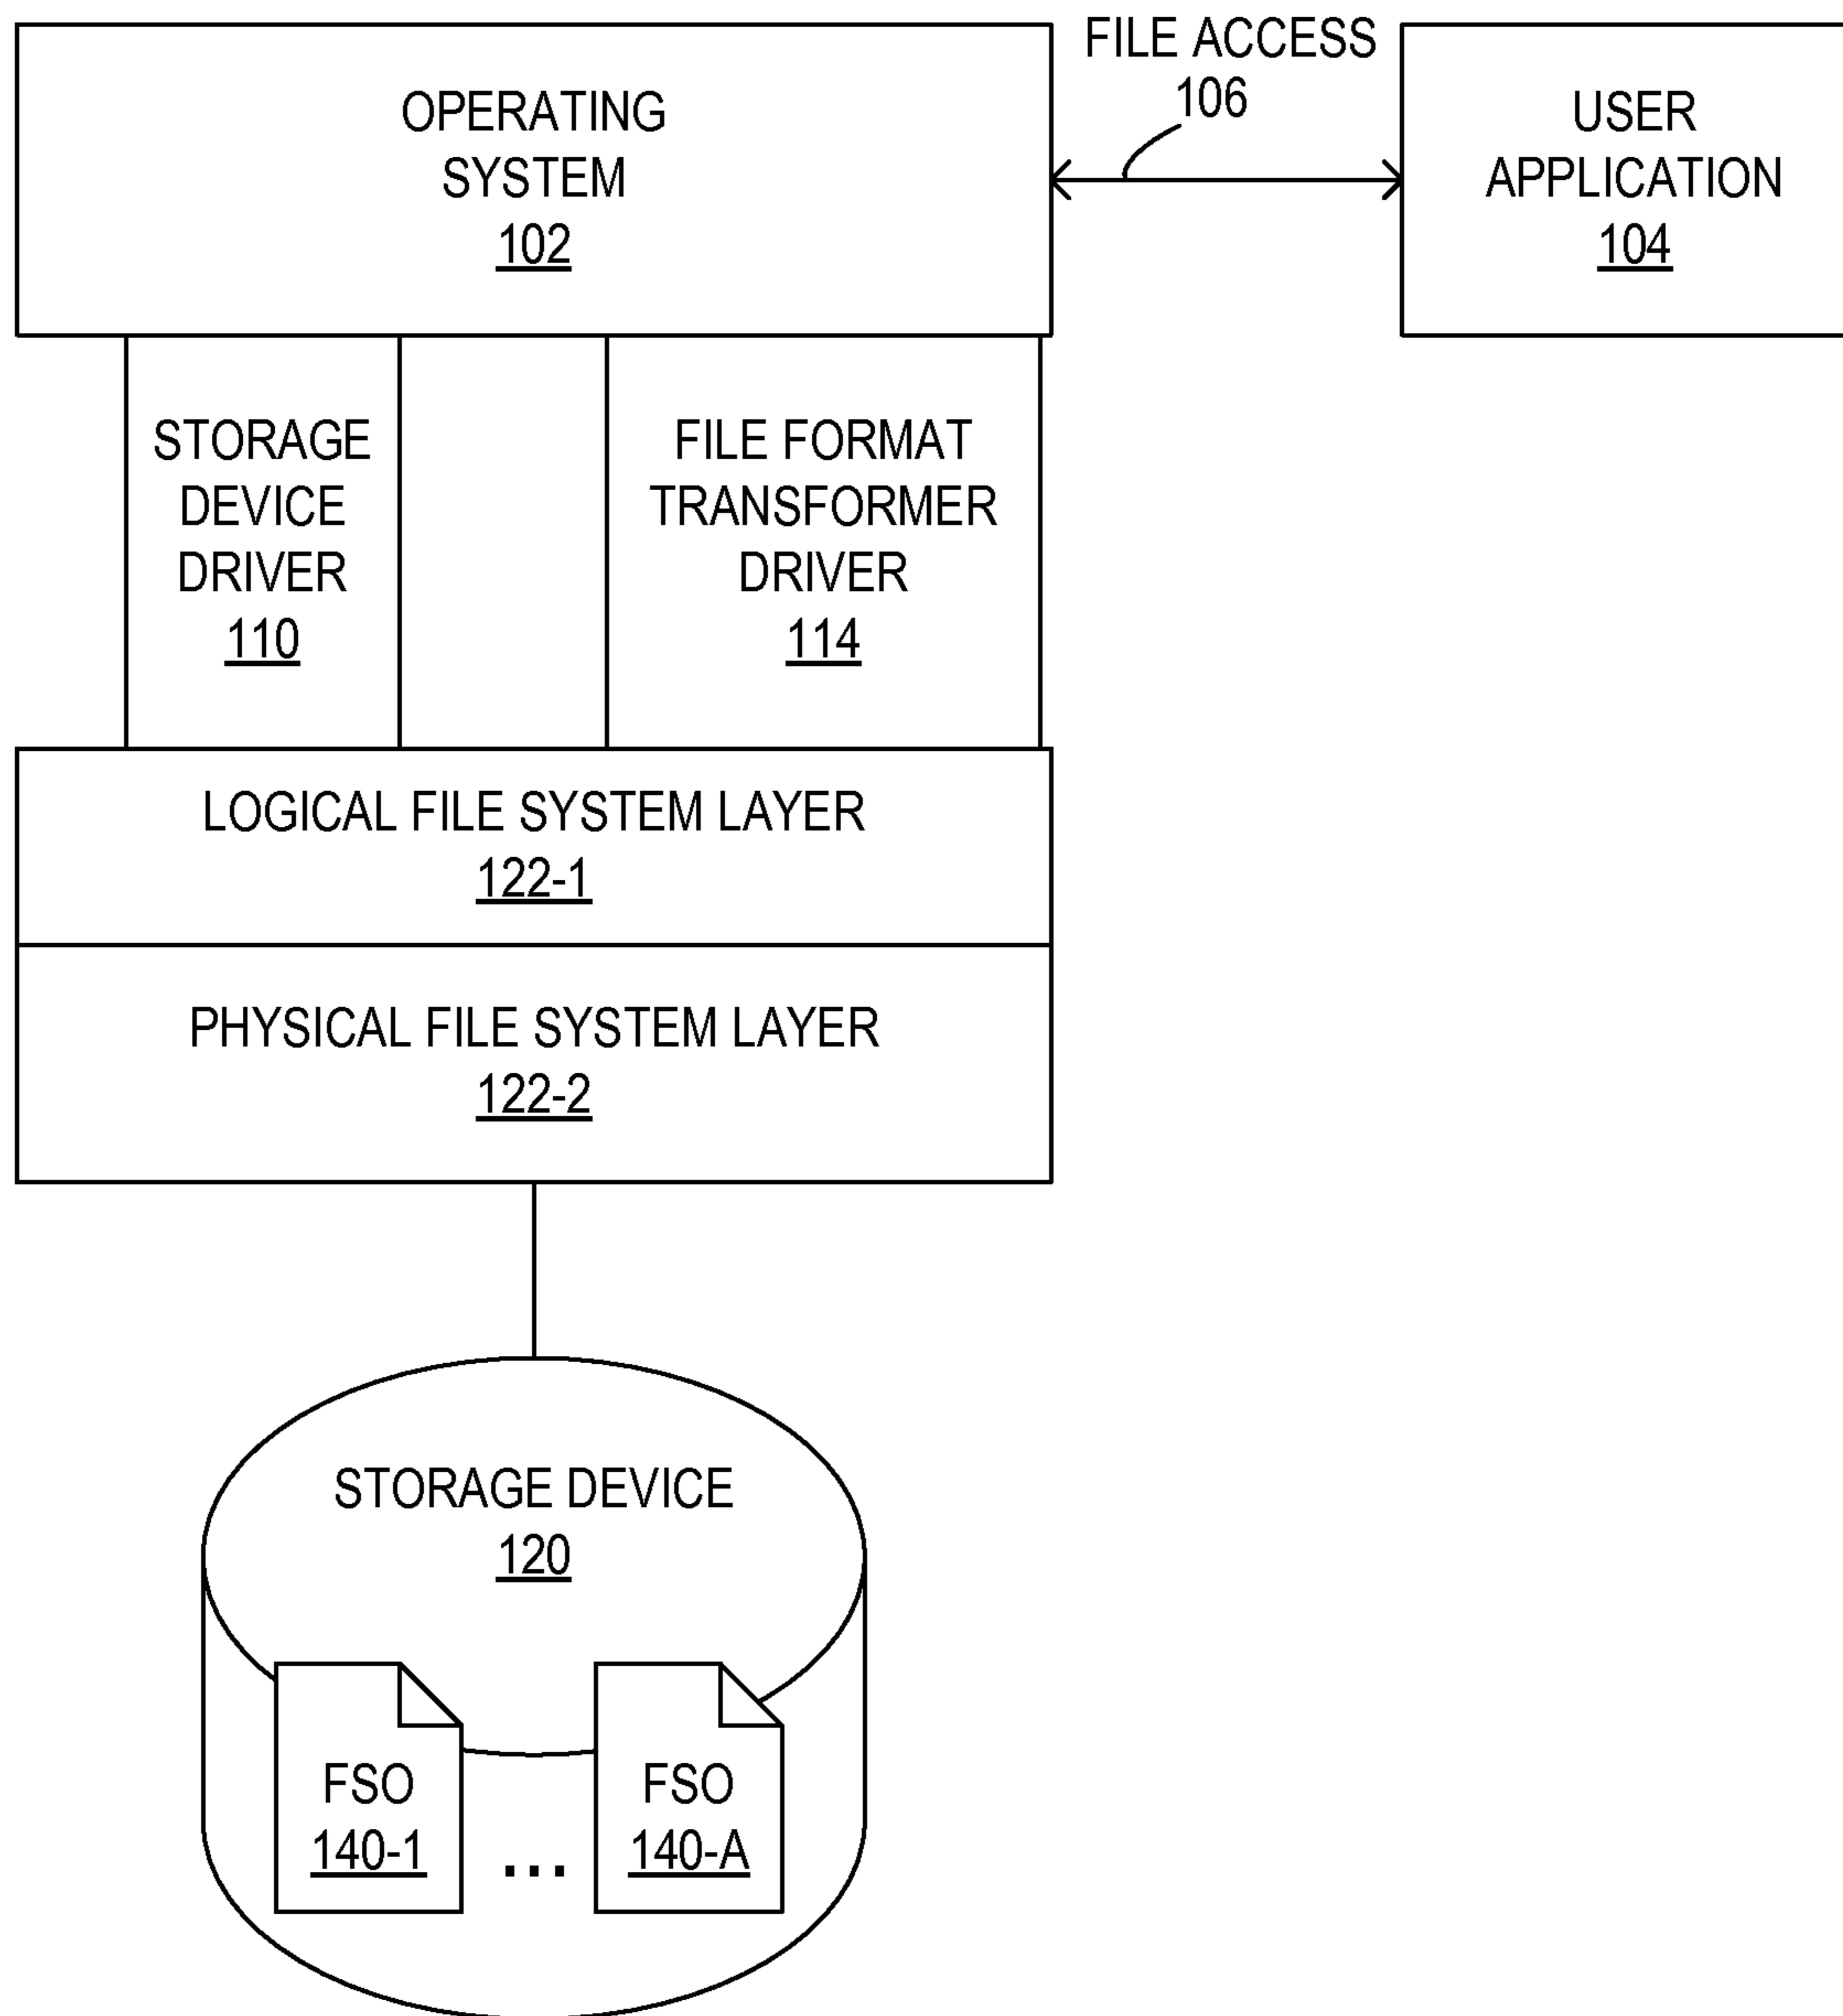 OPERATING
SYSTEM
102
FILE ACCESS
106
USER
APPLICATION
104
STORAGE
DEVICE
DRIVER
110
FILE FORMAT
TRANSFORMER
DRIVER
114
LOGICAL FILE SYSTEM LAYER
122-1
PHYSICAL FILE SYSTEM LAYER
122-2
STORAGE DEVICE
120
FSO
140-1
...
FSO
140-A